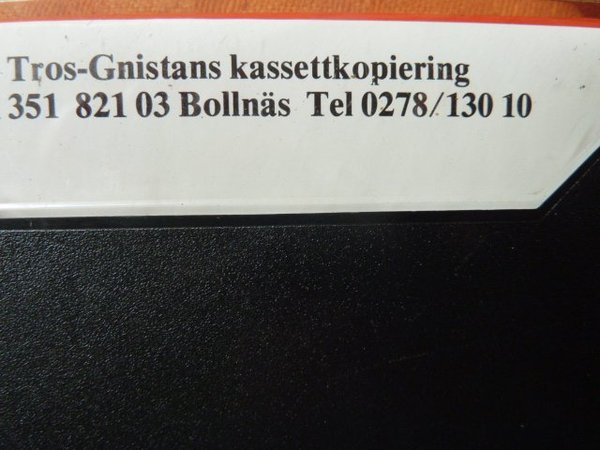 Tros-Gnistans kassettkopiering
351 821 03 Bollnäs Tel 0278/130 10